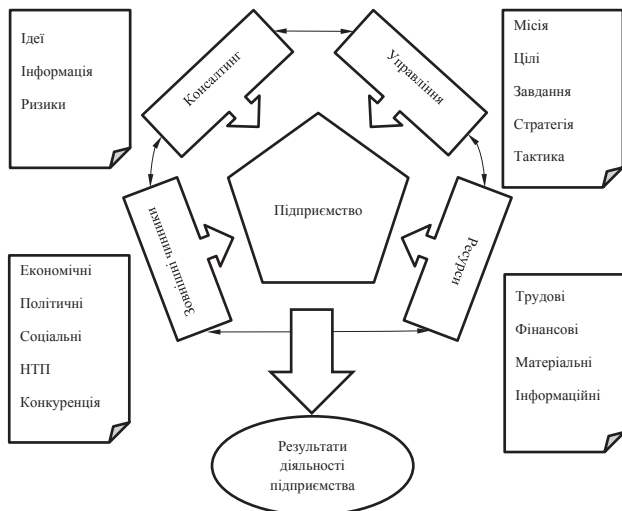 Ідеї
Інформація
Ризики
Консалтинг
Управління
Місія
Цілі
Завдання
Стратегія
Тактика
Підприємство
Зовнішні чинники
Ресурси
Економічні
Політичні
Соціальні
НТП
Конкуренція
Трудові
Фінансові
Матеріальні
Інформаційні
Результати
діяльності
підприємства